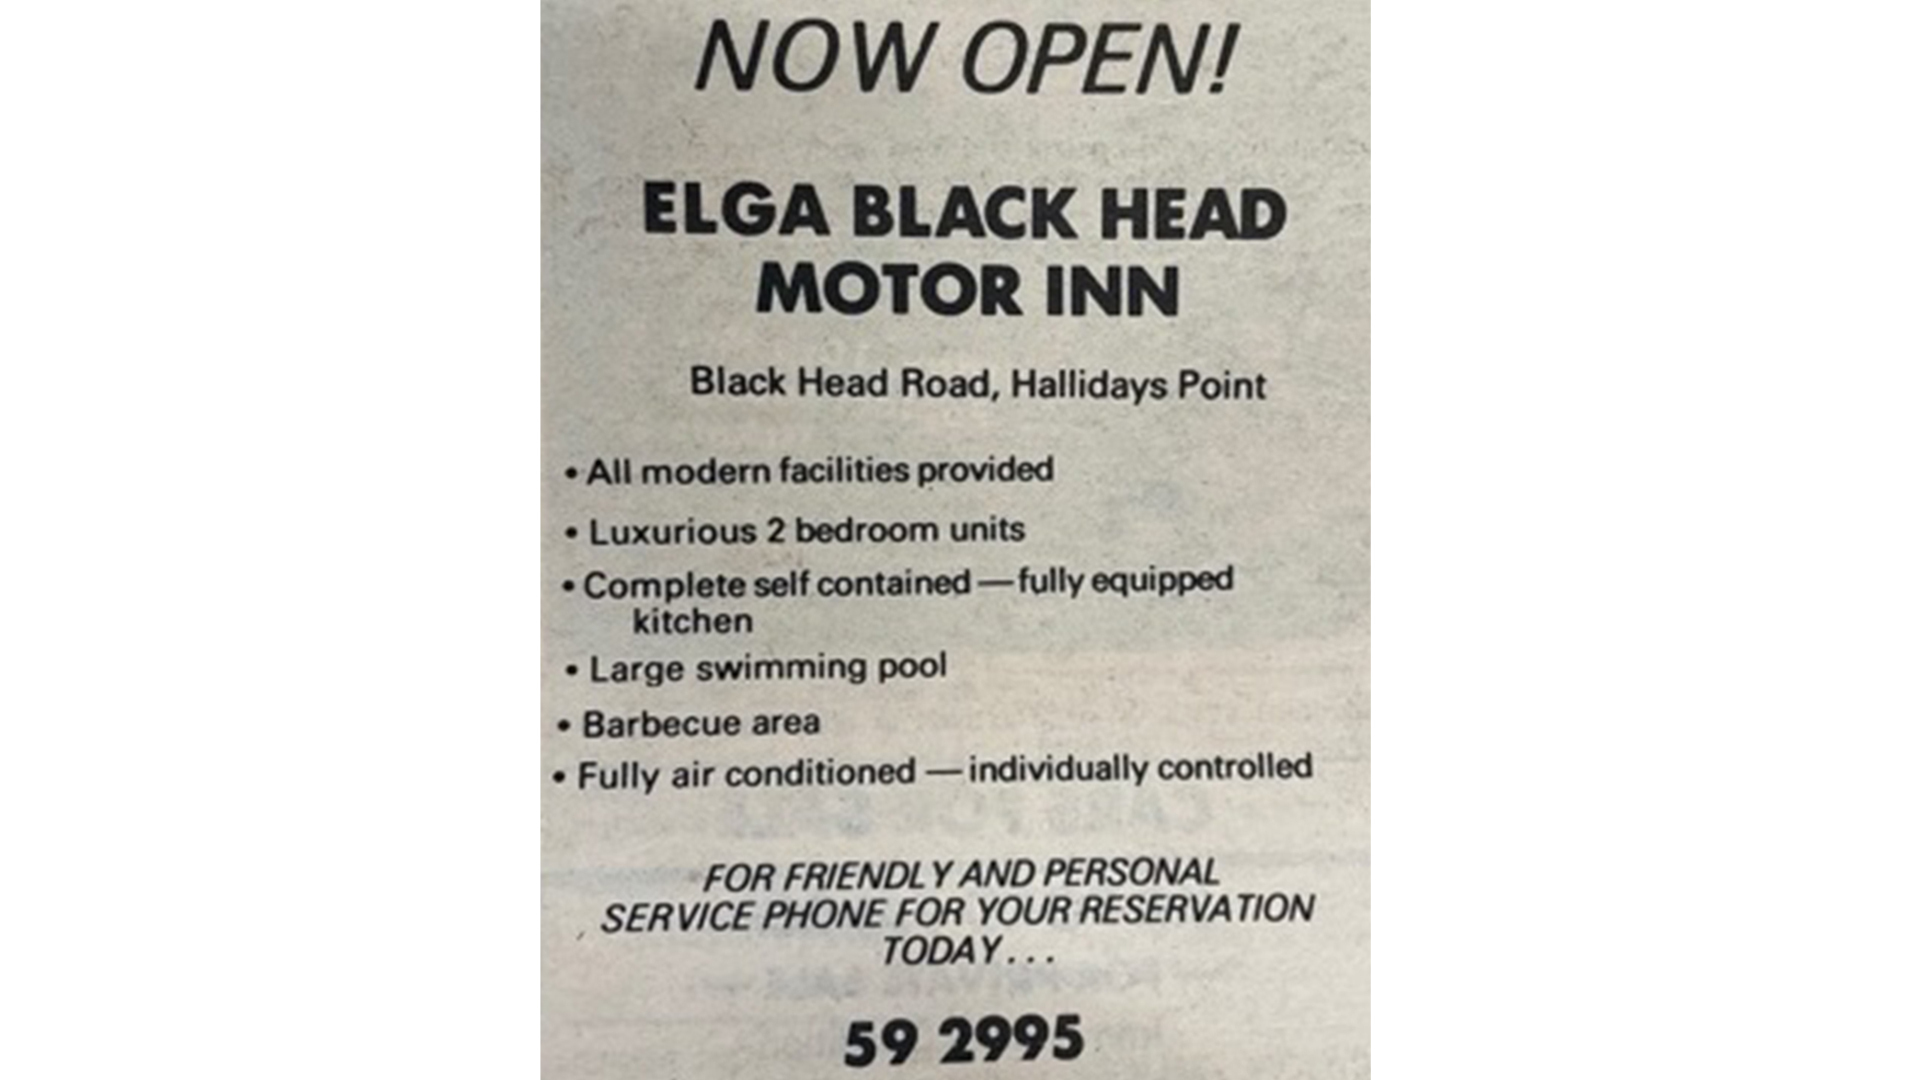 NOW OPEN!
ELGA BLACK HEAD
MOTOR INN
Black Head Road, Hallidays Point
• All modern facilities provided
• Luxurious 2 bedroom units
• Complete self contained — fully equipped
kitchen
• Large swimming pool
• Barbecue area
• Fully air conditioned — individually controlled
FOR FRIENDLY AND PERSONAL
SERVICE PHONE FOR YOUR RESERVATION
TODAY...
59 2995